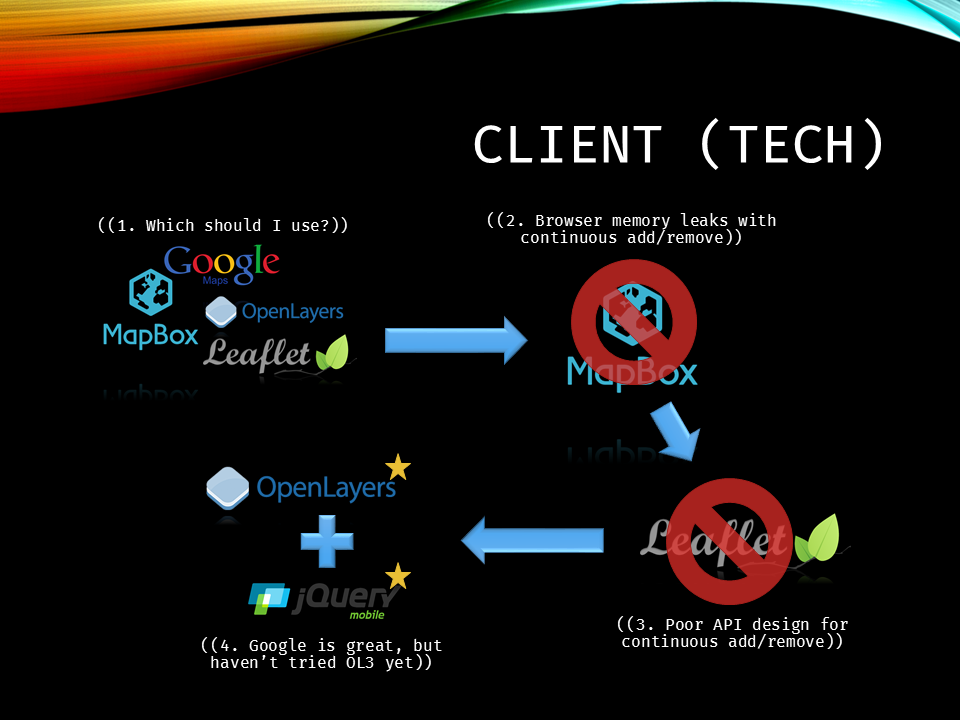 CLIENT (TECH)
((1. Which should I use?))
Google
Maps
MapBox
OpenLayers
Leaflet
((2. Browser memory leaks with
continuous add/remove))
MapBox
Leaflet
((3. Poor API design for
continuous add/remove))
OpenLayers
jQuery
mobile
((4. Google is great, but
haven’t tried OL3 yet))